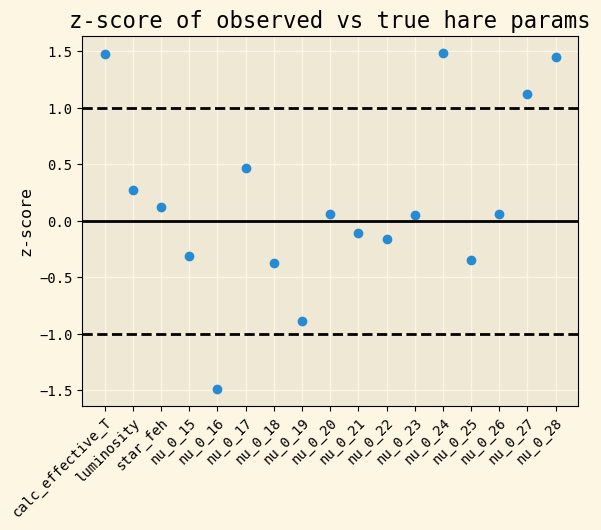 z-score of observed vs true hare params
z-score
1.5
1.0
0.5
0.0
−0.5
−1.0
−1.5
calc_effective_T
luminosity
star_feh
nu_0_15
nu_0_16
nu_0_17
nu_0_18
nu_0_19
nu_0_20
nu_0_21
nu_0_22
nu_0_23
nu_0_24
nu_0_25
nu_0_26
nu_0_27
nu_0_28